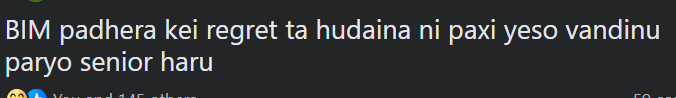 BIM padhera kei regret ta hudaina ni paxi yeso vandinu
paryo senior haru